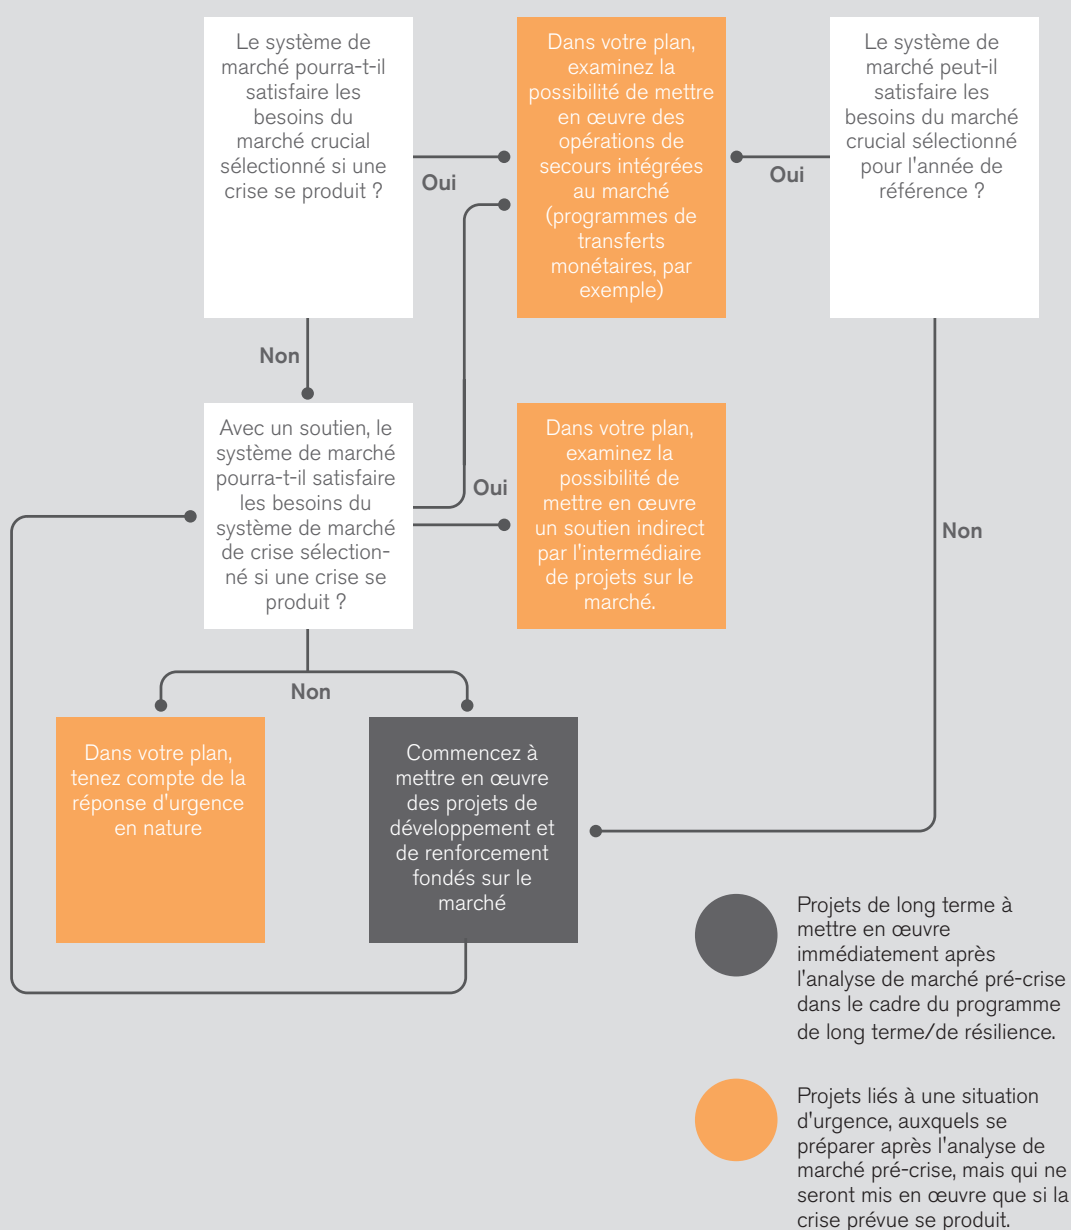 Le système de
marché pourra-t-il
satisfaire les
besoins du
marché crucial
sélectionné si une
crise se produit ?
Oui
Dans votre plan,
examinez la
possibilité de mettre
en œuvre des
opérations de
secours intégrées
au marché
(programmes de
transferts
monétaires, par
exemple)
Oui
Le système de
marché peut-il
satisfaire les
besoins du marché
crucial sélectionné
pour l'année de
référence ?
Non
Avec un soutien, le
système de marché
pourra-t-il satisfaire
les besoins du
système de marché
de crise sélection-
né si une crise se
produit ?
Oui
Dans votre plan,
examinez la
possibilité de
mettre en œuvre
un soutien indirect
par l'intermédiaire
de projets sur le
marché.
Non
Non
Dans votre plan,
tenez compte de la
réponse d'urgence
en nature
Commencez à
mettre en œuvre
des projets de
développement et
de renforcement
fondés sur le
marché
Projets de long terme à
mettre en œuvre
immédiatement après
l'analyse de marché pré-crise
dans le cadre du programme
de long terme/de résilience.
Projets liés à une situation
d'urgence, auxquels se
préparer après l'analyse de
marché pré-crise, mais qui ne
seront mis en œuvre que si la
crise prévue se produit.